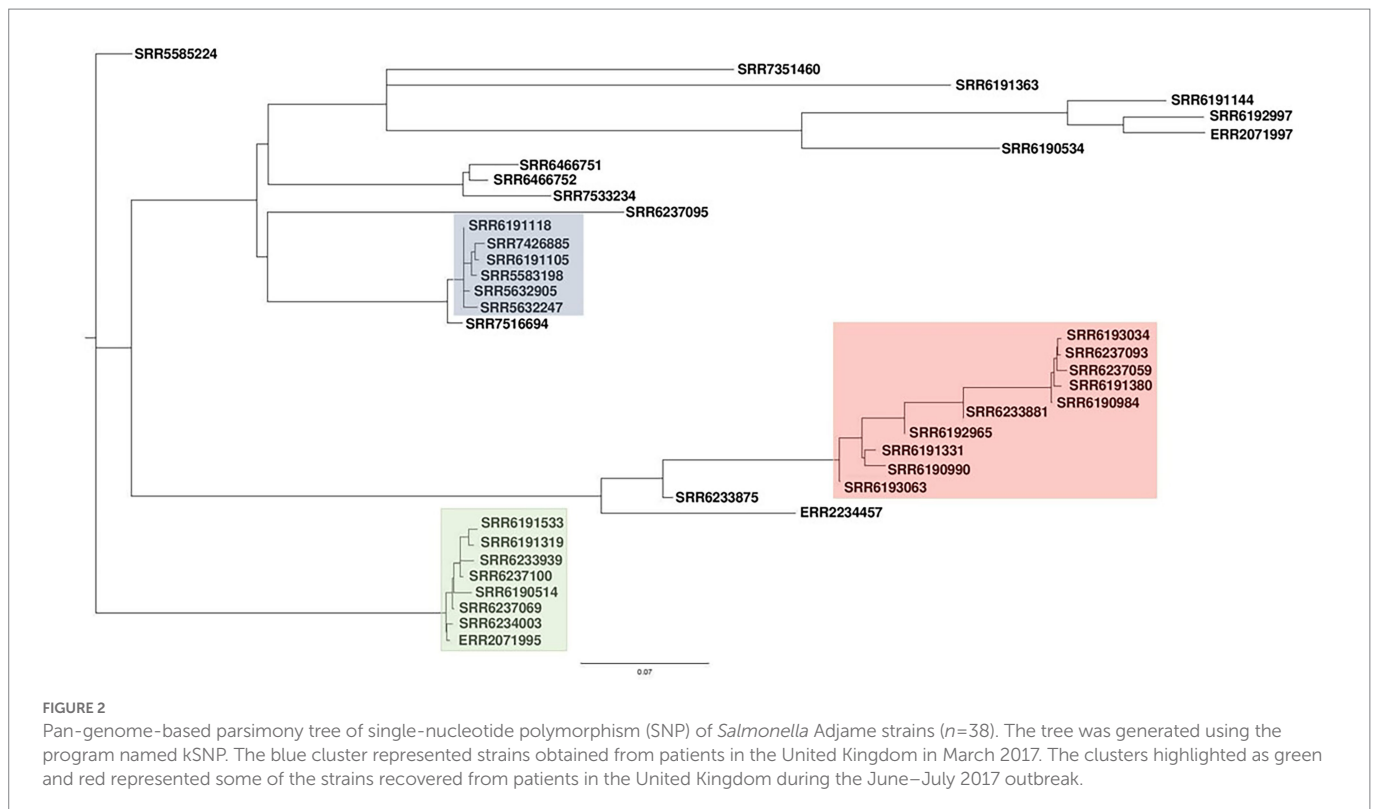 SRR5585224
SRR7351460
SRR6191363
SRR6191144
SRR6192997
ERR2071997
SRR6190534
SRR6466751
SRR6466752
SRR7533234
SRR6237095
SRR6191118
SRR7426885
SRR6191105
SRR5583198
SRR5632905
SRR5632247
SRR7516694
SRR6193034
SRR6237093
SRR6237059
SRR6191380
SRR6190984
SRR6233881
SRR6192965
SRR6191331
SRR6190990
SRR6193063
SRR6233875
ERR2234457
SRR6191533
SRR6191319
SRR6233939
SRR6237100
SRR6190514
SRR6237069
SRR6234003
ERR2071995
0.07
FIGURE 2
Pan-genome-based parsimony tree of single-nucleotide polymorphism (SNP) of Salmonella Adjame strains (n=38). The tree was generated using the
program named kSNP. The blue cluster represented strains obtained from patients in the United Kingdom in March 2017. The clusters highlighted as green
and red represented some of the strains recovered from patients in the United Kingdom during the June–July 2017 outbreak.